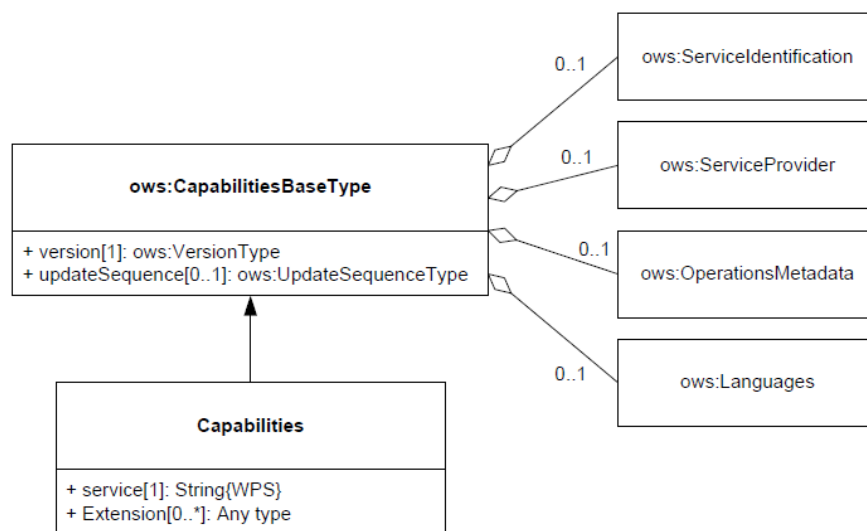 0..1
ows:ServiceIdentification
0..1
ows:ServiceProvider
ows:CapabilitiesBaseType
+ version[1]: ows:VersionType
+ updateSequence[0..1]: ows:UpdateSequenceType
0..1
ows:OperationsMetadata
0..1
ows:Languages
Capabilities
+ service[1]: String{WPS}
+ Extension[0..*]: Any type